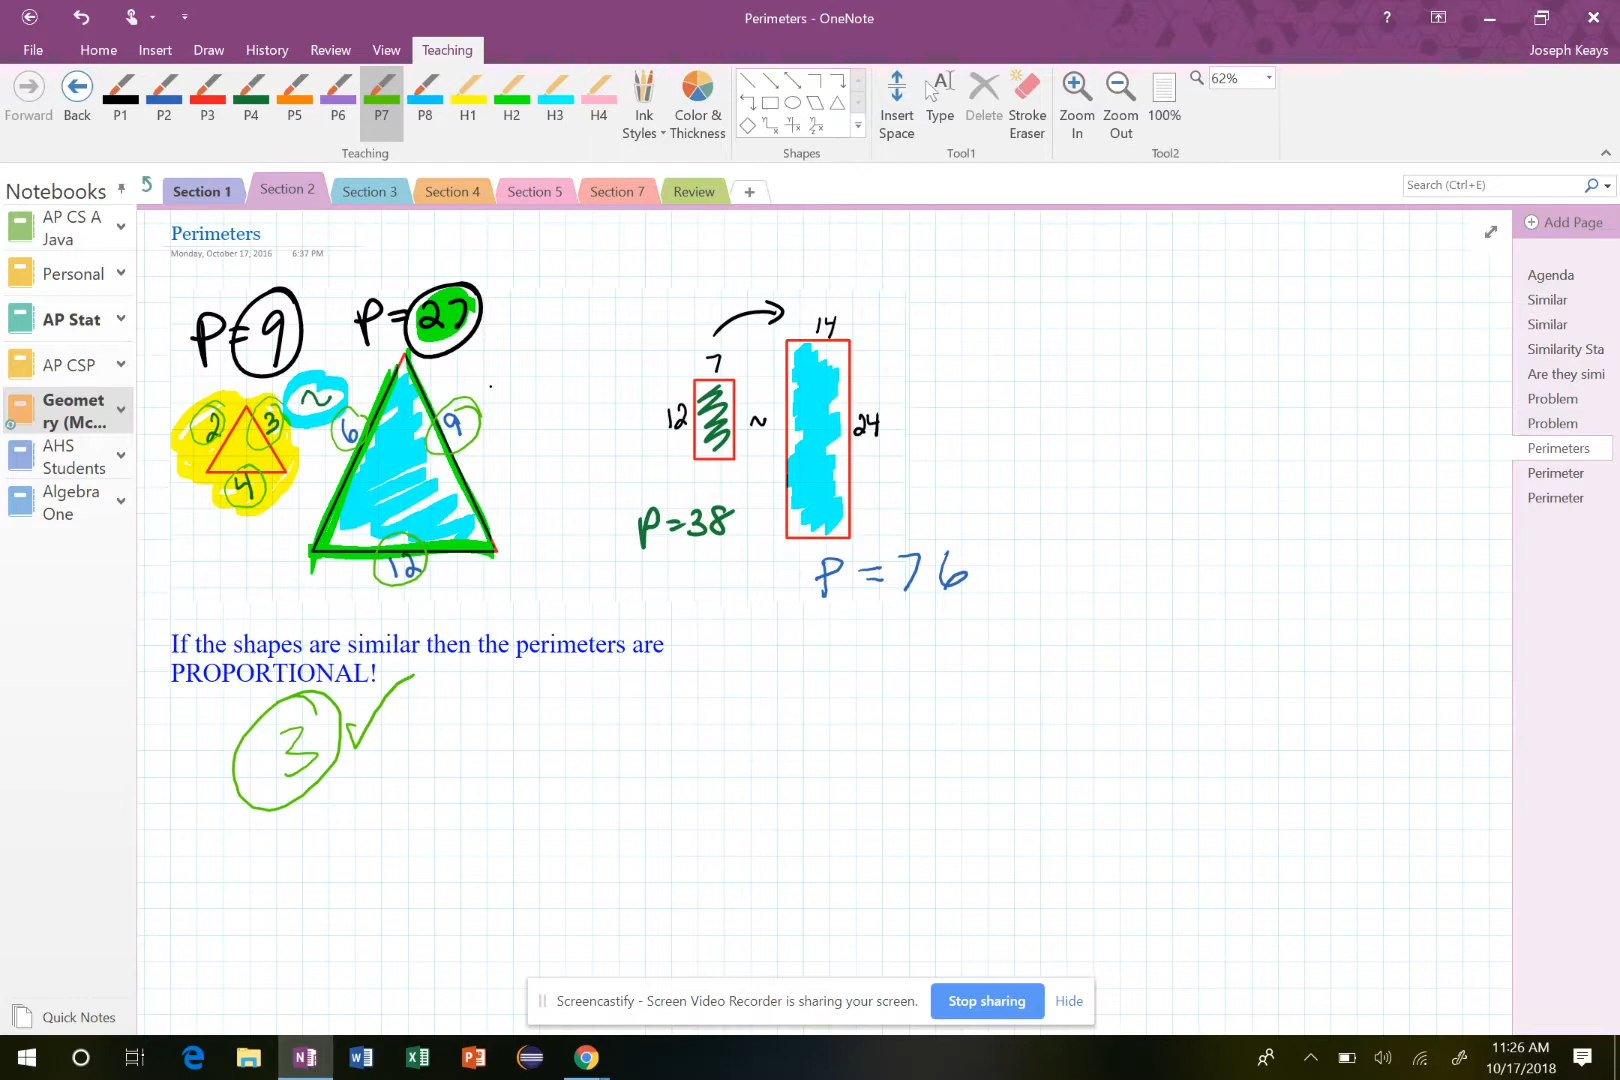 Perimeters - OneNote
?
File Home Insert Draw History Review View Teaching
Joseph Keays
Forward Back P1 P2 P3 P4 P5 P6 P7 P8 H1 H2 H3 H4
Ink Styles
Color & Thickness
Insert Space
Type
Delete
Stroke Eraser
Zoom In
Zoom Out
100%
62%
Teaching Shapes Tool1 Tool2
Notebooks
Section 1 Section 2 Section 3 Section 4 Section 5 Section 7 Review +
Search (Ctrl+E)
AP CS A
Java
Personal
AP Stat
AP CSP
Geomet
ry (Mc...
AHS
Students
Algebra
One
Quick Notes
Perimeters
Monday, October 17, 2016 6:37 PM
P=9
P=27
2 3 4
~
6 9 12
7
12
~
14
24
P=38
P=76
If the shapes are similar then the perimeters are
PROPORTIONAL!
3
Add Page
Agenda
Similar
Similar
Similarity Sta
Are they simi
Problem
Problem
Perimeters
Perimeter
Perimeter
Screencastify - Screen Video Recorder is sharing your screen.
Stop sharing
Hide
11:26 AM
10/17/2018